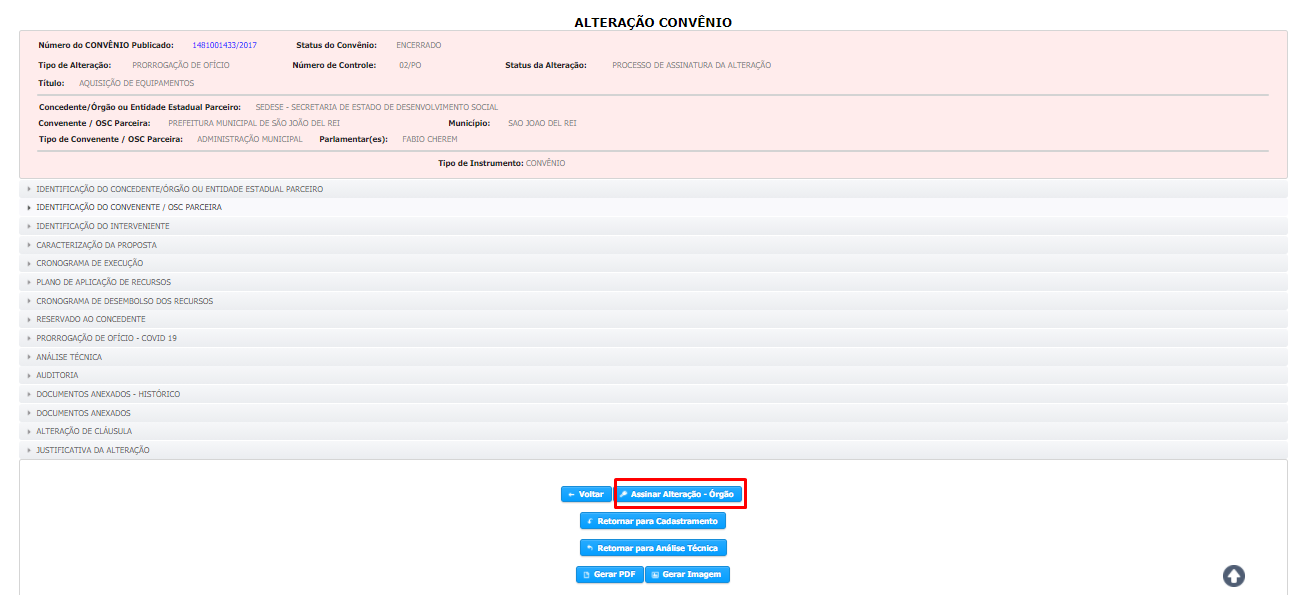 ALTERAÇÃO CONVÊNIO
Número do CONVÊNIO Publicado: 1481001433/2017 Status do Convênio: ENCERRADO
Tipo de Alteração: PRORROGAÇÃO DE OFÍCIO Número de Controle: 02/PO Status da Alteração: PROCESSO DE ASSINATURA DA ALTERAÇÃO
Título: AQUISIÇÃO DE EQUIPAMENTOS
Concedente/Órgão ou Entidade Estadual Parceiro: SEDESE - SECRETARIA DE ESTADO DE DESENVOLVIMENTO SOCIAL
Convenente / OSC Parceira: PREFEITURA MUNICIPAL DE SÃO JOÃO DEL REI Município: SAO JOAO DEL REI
Tipo de Convenente / OSC Parceira: ADMINISTRAÇÃO MUNICIPAL Parlamentar(es): FABIO CHEREM
Tipo de Instrumento: CONVÊNIO
IDENTIFICAÇÃO DO CONCEDENTE/ÓRGÃO OU ENTIDADE ESTADUAL PARCEIRO
IDENTIFICAÇÃO DO CONVENENTE / OSC PARCEIRA
IDENTIFICAÇÃO DO INTERVENIENTE
CARACTERIZAÇÃO DA PROPOSTA
CRONOGRAMA DE EXECUÇÃO
PLANO DE APLICAÇÃO DE RECURSOS
CRONOGRAMA DE DESEMBOLSO DOS RECURSOS
RESERVADO AO CONCEDENTE
PRORROGAÇÃO DE OFÍCIO - COVID 19
ANÁLISE TÉCNICA
AUDITORIA
DOCUMENTOS ANEXADOS - HISTÓRICO
DOCUMENTOS ANEXADOS
ALTERAÇÃO DE CLÁUSULA
JUSTIFICATIVA DA ALTERAÇÃO
Voltar Assinar Alteração - Órgão
Retornar para Cadastramento
Retornar para Análise Técnica
Gerar PDF Gerar Imagem